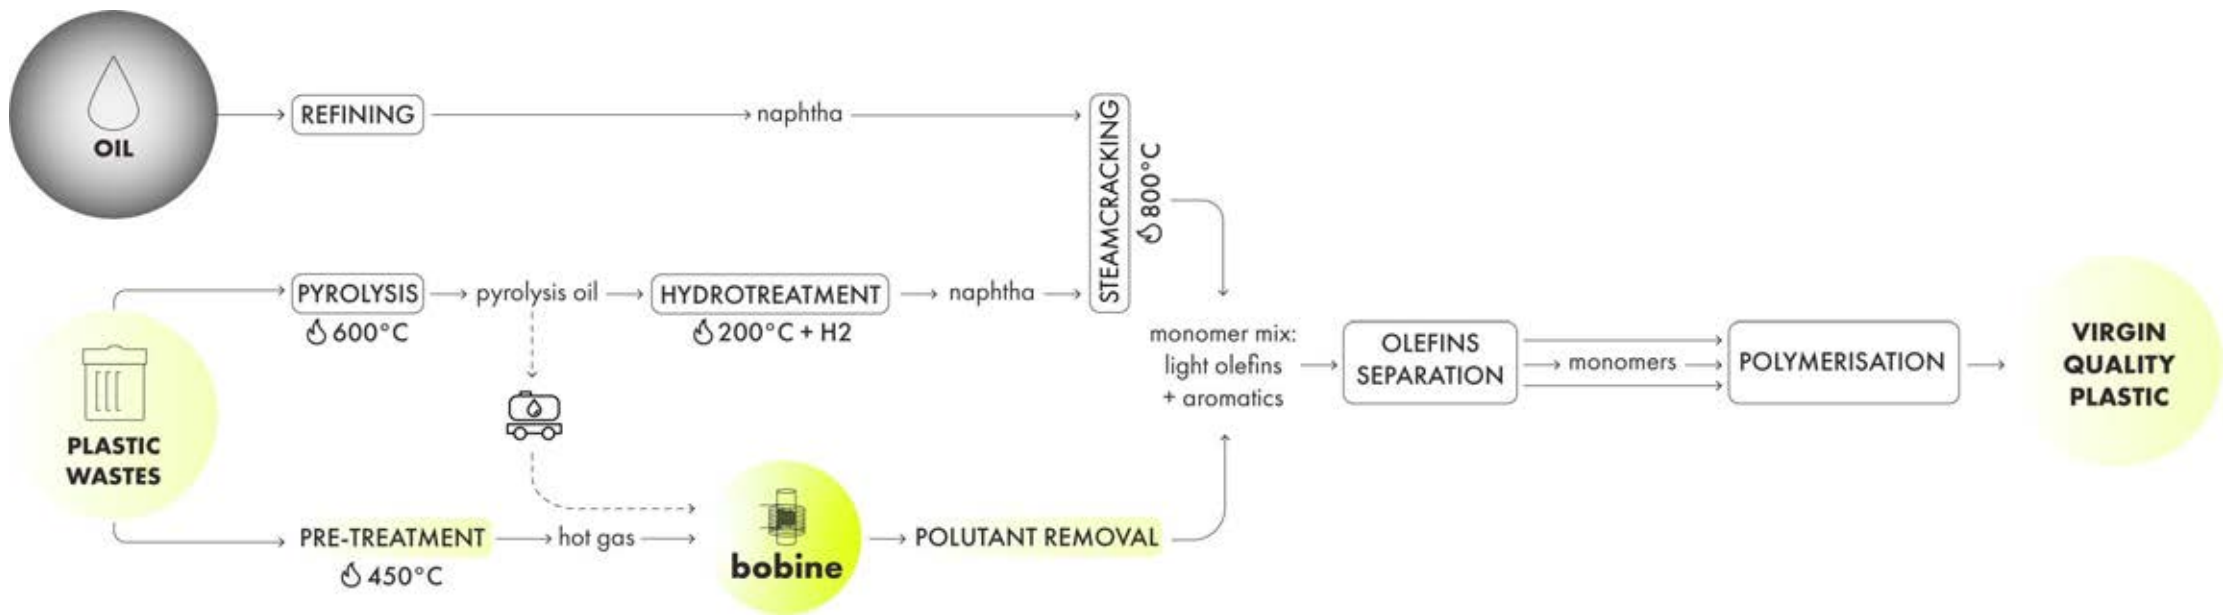 OIL
REFINING
naphtha
STEAMCRACKING
800°C
PLASTIC
WASTES
PYROLYSIS
600°C
pyrolysis oil
HYDROTREATMENT
200°C + H2
naphtha
PRE-TREATMENT
450°C
hot gas
bobine
POLUTANT REMOVAL
monomer mix:
light olefins
+ aromatics
OLEFINS
SEPARATION
monomers
POLYMERISATION
VIRGIN
QUALITY
PLASTIC